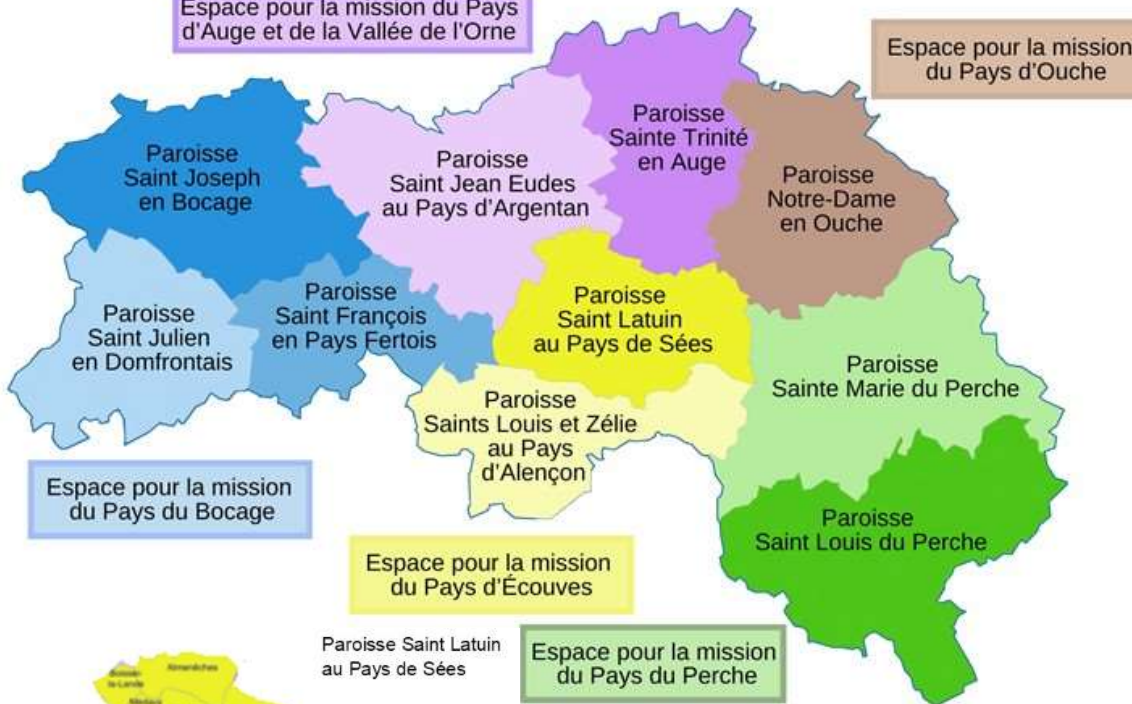 Espace pour la mission du Pays
d'Auge et de la Vallée de l'Orne
Espace pour la mission
du Pays d'Ouche
Paroisse
Sainte Trinité
en Auge
Paroisse
Saint Joseph
en Bocage
Paroisse
Saint Jean Eudes
au Pays d'Argentan
Paroisse
Notre-Dame
en Ouche
Paroisse
Saint Julien
en Domfrontais
Paroisse
Saint François
en Pays Fertois
Paroisse
Saint Latuin
au Pays de Sées
Paroisse
Sainte Marie du Perche
Paroisse
Saints Louis et Zélie
au Pays
d'Alençon
Espace pour la mission
du Pays du Bocage
Paroisse
Saint Louis du Perche
Espace pour la mission
du Pays d'Écouves
Paroisse Saint Latuin
au Pays de Sées
Espace pour la mission
du Pays du Perche
Almenêches